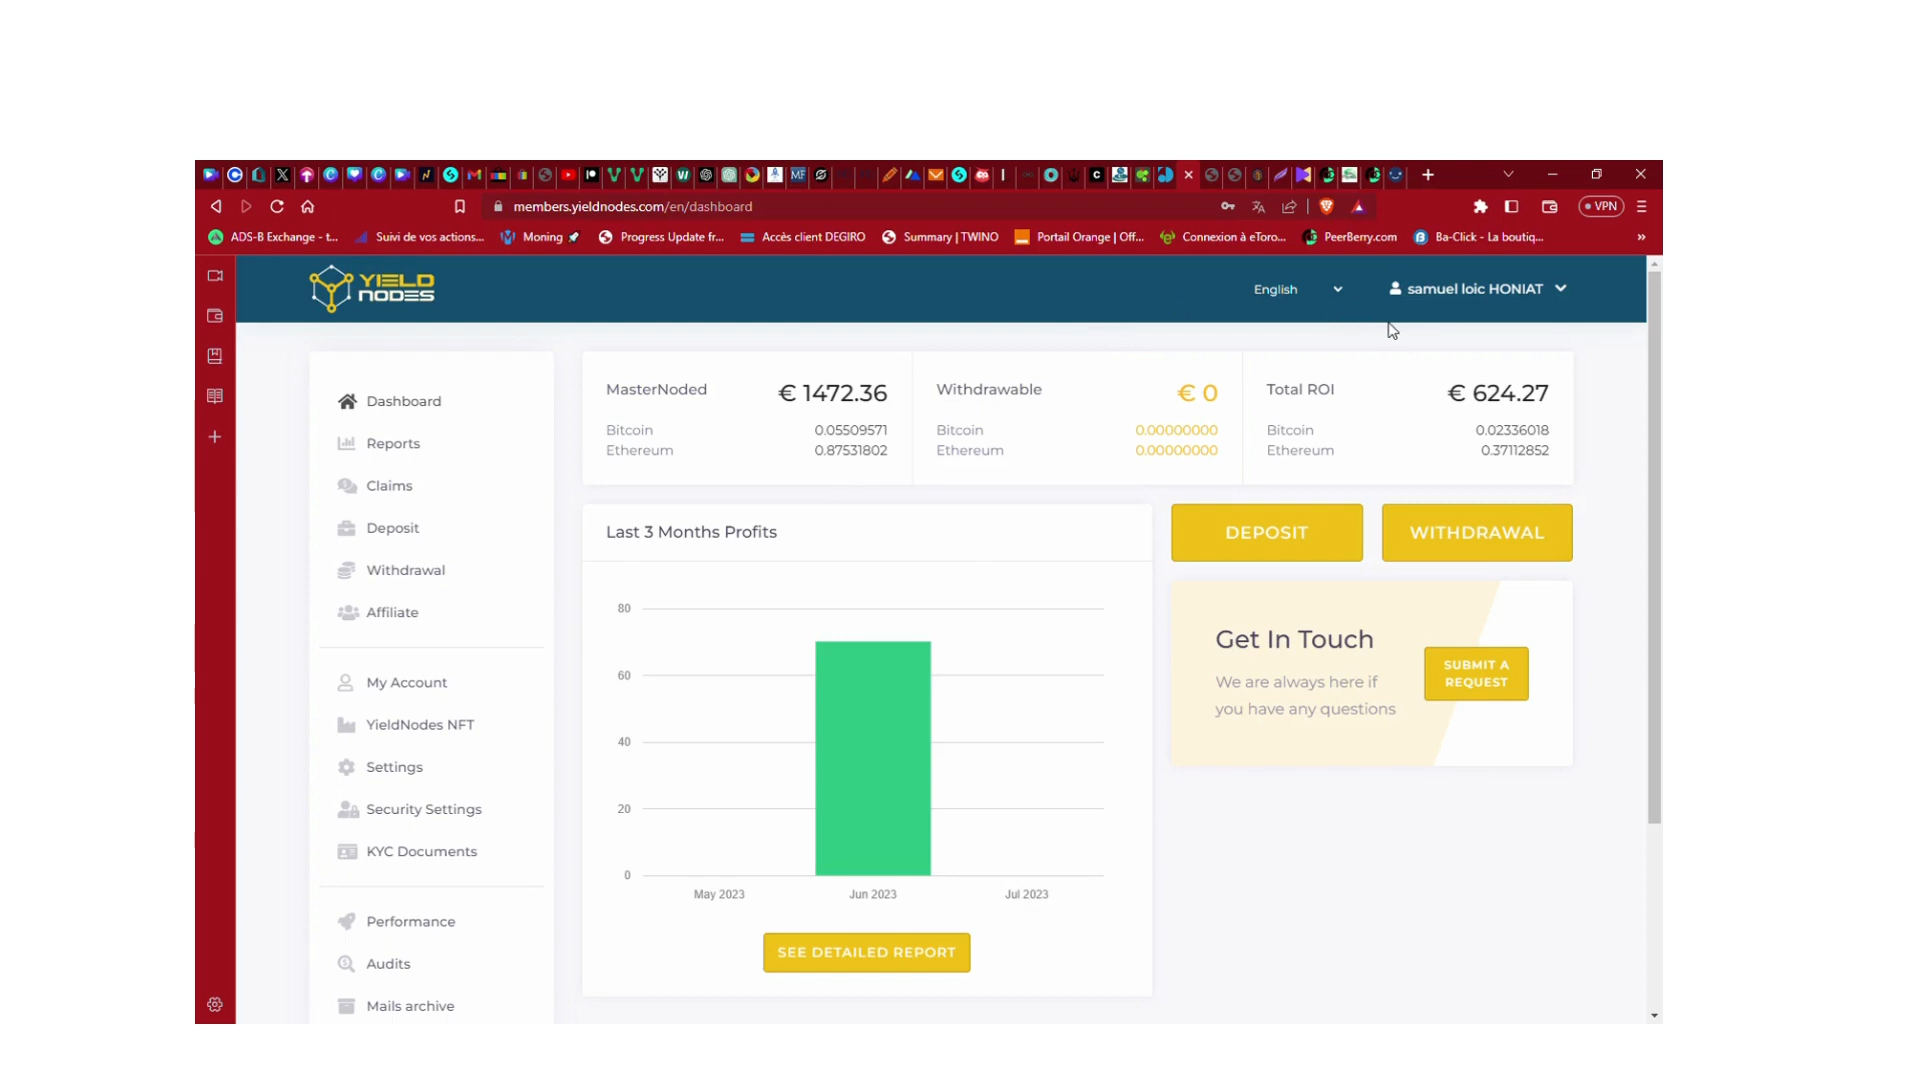 members.yieldnodes.com/en/dashboard
VPN
ADS-B Exchange - t...
Suivi de vos actions...
Moning
Progress Update fr...
Accès client DEGIRO
Summary | TWINO
Portail Orange | Off...
Connexion à eToro...
PeerBerry.com
Ba-Click - La boutiq...
YIELD
NODES
English
samuel loic HONIAT
Dashboard
Reports
Claims
Deposit
Withdrawal
Affiliate
My Account
YieldNodes NFT
Settings
Security Settings
KYC Documents
Performance
Audits
Mails archive
MasterNoded € 1472.36
Bitcoin 0.05509571
Ethereum 0.87531802
Withdrawable € 0
Bitcoin 0.00000000
Ethereum 0.00000000
Total ROI € 624.27
Bitcoin 0.02336018
Ethereum 0.37112852
Last 3 Months Profits
80
60
40
20
0
May 2023 Jun 2023 Jul 2023
SEE DETAILED REPORT
DEPOSIT
WITHDRAWAL
Get In Touch
We are always here if
you have any questions
SUBMIT A
REQUEST